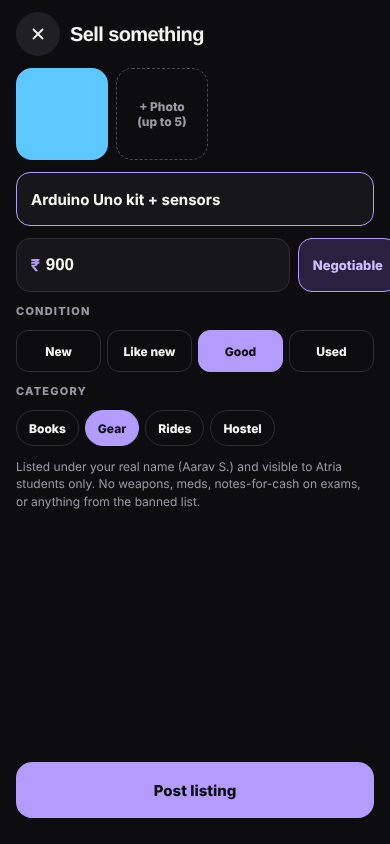 ✕ Sell something
+ Photo
(up to 5)
Arduino Uno kit + sensors
₹ 900
Negotiable
CONDITION
New Like new Good Used
CATEGORY
Books Gear Rides Hostel
Listed under your real name (Aarav S.) and visible to Atria
students only. No weapons, meds, notes-for-cash on exams,
or anything from the banned list.
Post listing